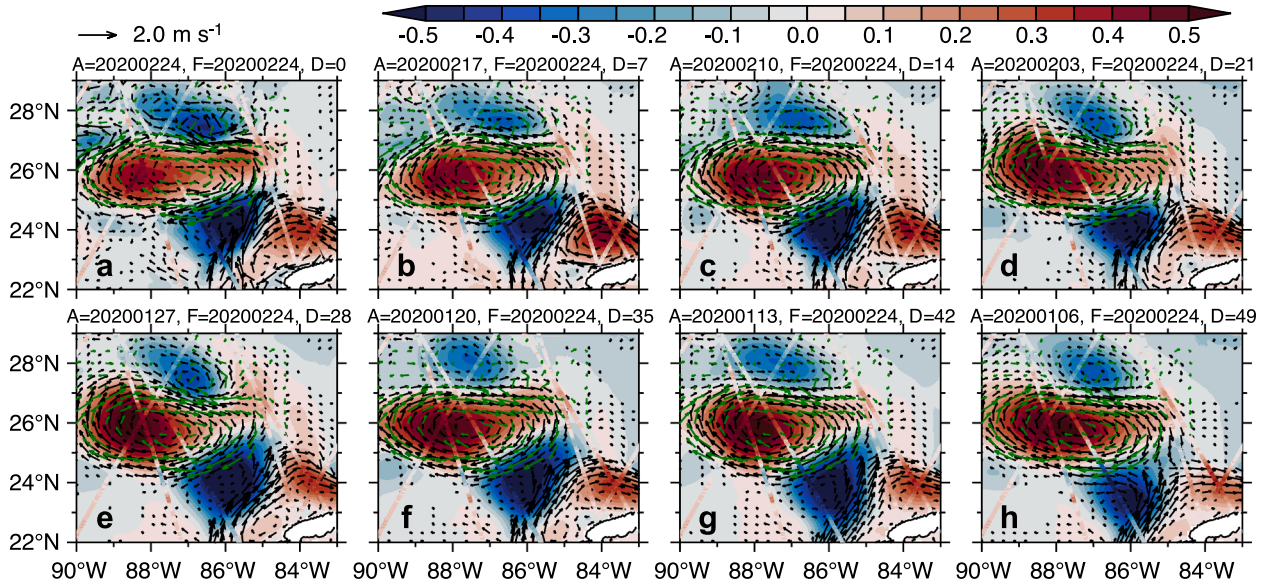 2.0 m s-1
-0.5 -0.4 -0.3 -0.2 -0.1 0.0 0.1 0.2 0.3 0.4 0.5
A=20200224, F=20200224, D=0 A=20200217, F=20200224, D=7 A=20200210, F=20200224, D=14 A=20200203, F=20200224, D=21
28°N
26°N
24°N
a b c d
22°N
A=20200127, F=20200224, D=28 A=20200120, F=20200224, D=35 A=20200113, F=20200224, D=42 A=20200106, F=20200224, D=49
28°N
26°N
24°N
e f g h
22°N
90°W 88°W 86°W 84°W 90°W 88°W 86°W 84°W 90°W 88°W 86°W 84°W 90°W 88°W 86°W 84°W